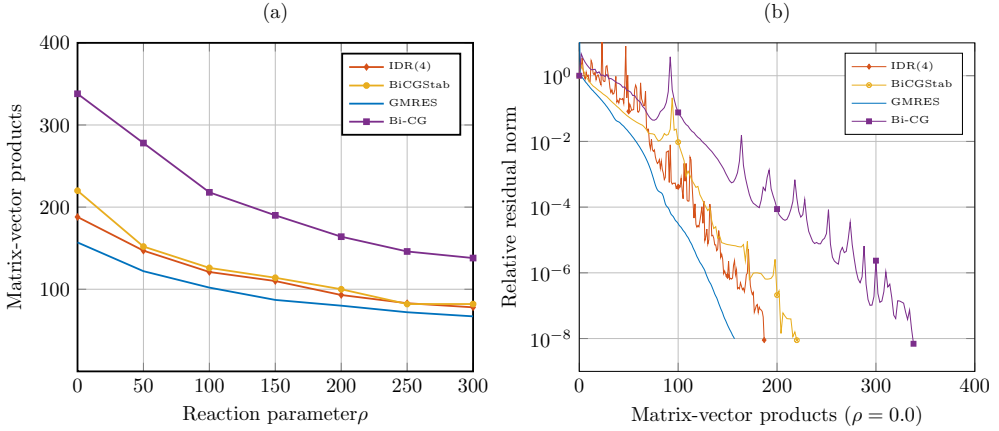 (a)
Matrix-vector products
400
300
200
100
0
50
100
150
200
250
300
Reaction parameterρ
IDR(4)
BiCGStab
GMRES
Bi-CG
(b)
Relative residual norm
10^0
10^−2
10^−4
10^−6
10^−8
0
100
200
300
400
Matrix-vector products (ρ = 0.0)
IDR(4)
BiCGStab
GMRES
Bi-CG